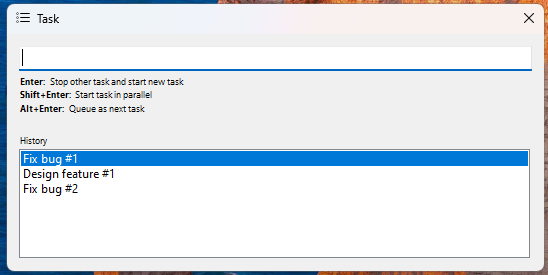 Task
Enter: Stop other task and start new task
Shift+Enter: Start task in parallel
Alt+Enter: Queue as next task
History
Fix bug #1
Design feature #1
Fix bug #2